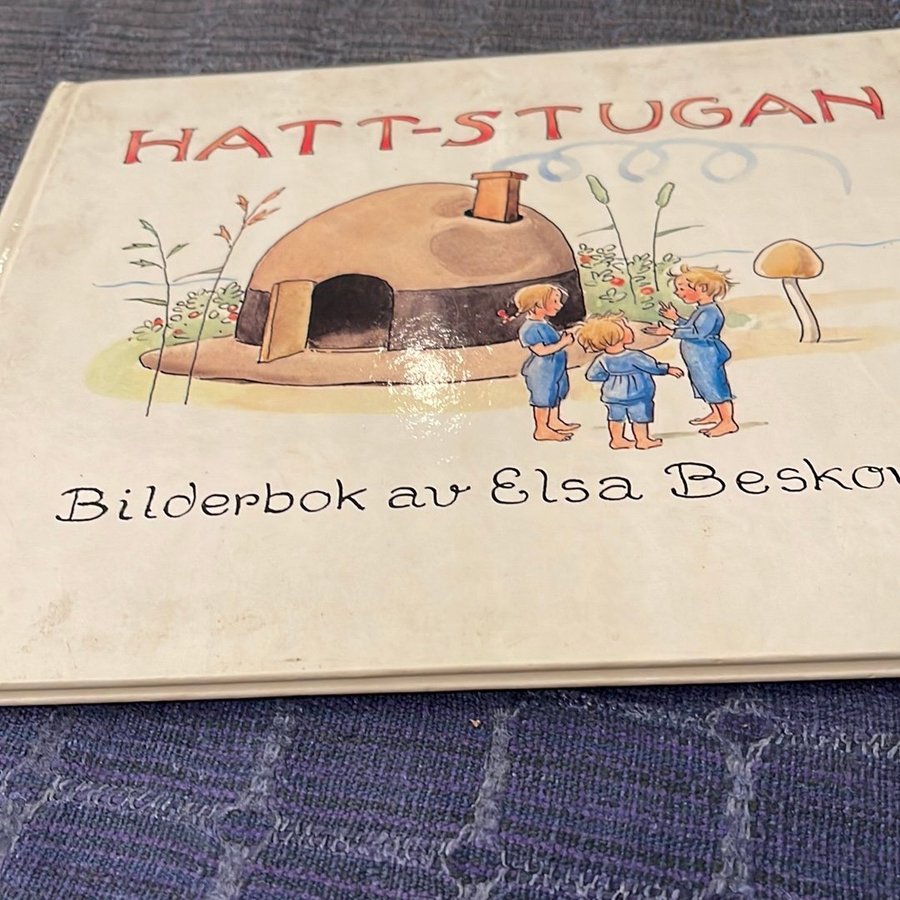 HATT-STUGAN
Bilderbok av Elsa Beskow